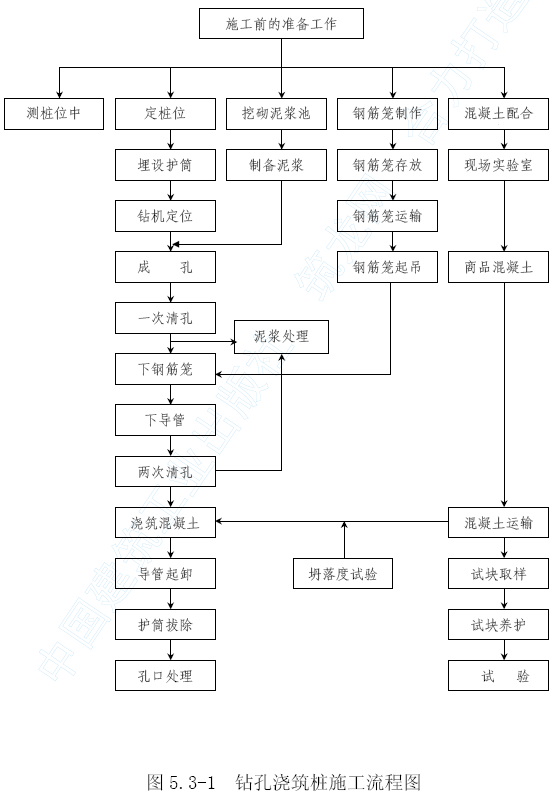 施工前的准备工作
测桩位中
定桩位
挖砌泥浆池
钢筋笼制作
混凝土配合
埋设护筒
制备泥浆
钢筋笼存放
现场实验室
钻机定位
钢筋笼运输
成 孔
钢筋笼起吊
商品混凝土
一次清孔
泥浆处理
下钢筋笼
下导管
两次清孔
浇筑混凝土
混凝土运输
导管起卸
坍落度试验
试块取样
护筒拔除
试块养护
孔口处理
试 验
图 5.3-1 钻孔浇筑桩施工流程图